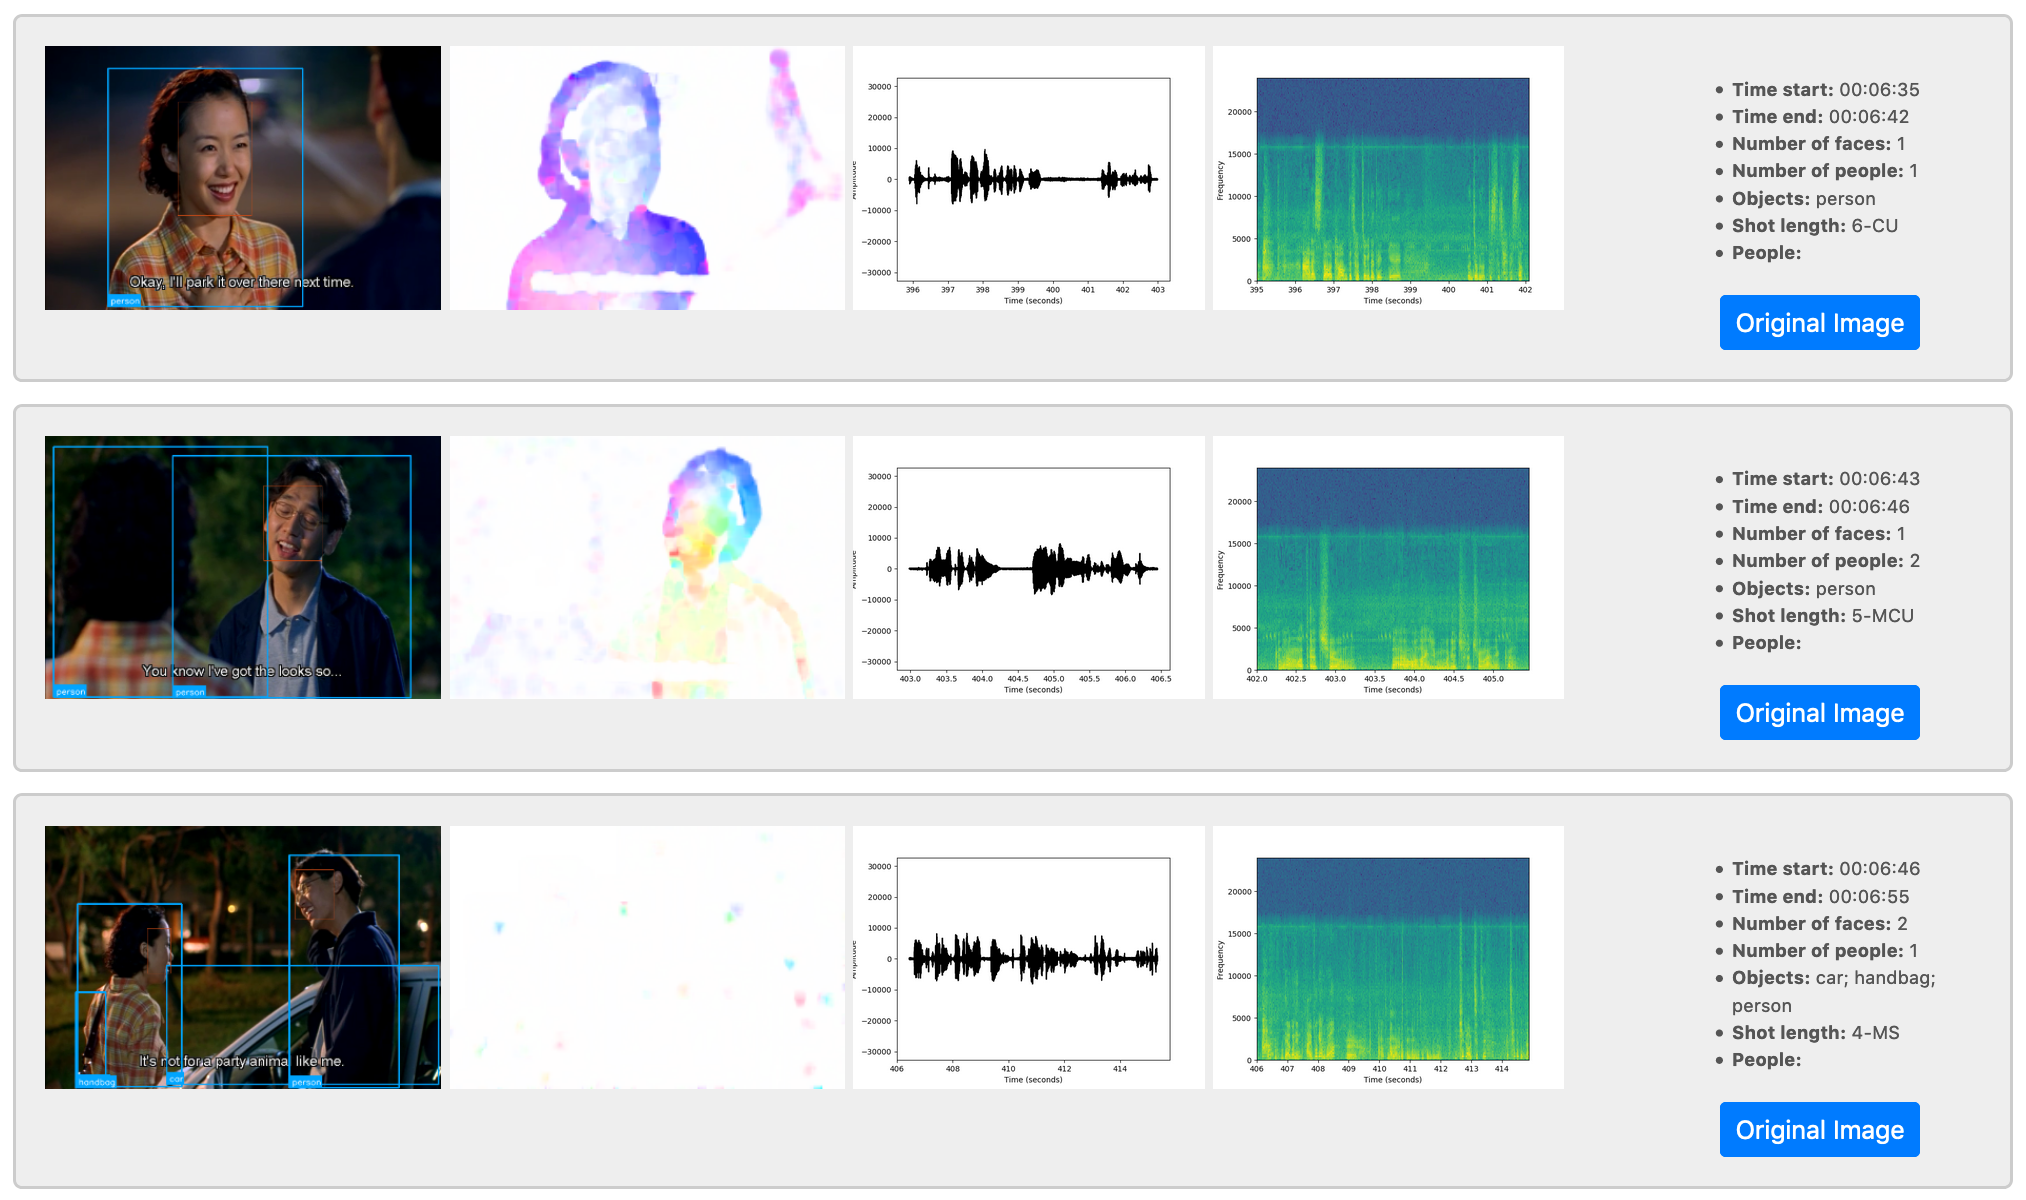 Okay, I'll park it over there next time.
person
30000
20000
10000
0
−10000
−20000
−30000
396 397 398 399 400 401 402 403
Time (seconds)
Frequency
20000
15000
10000
5000
0
395 396 397 398 399 400 401 402
Time (seconds)
Time start: 00:06:35
Time end: 00:06:42
Number of faces: 1
Number of people: 1
Objects: person
Shot length: 6-CU
People:
Original Image
You know I've got the looks so...
person
person
30000
20000
10000
0
−10000
−20000
−30000
403.0 403.5 404.0 404.5 405.0 405.5 406.0 406.5
Time (seconds)
Frequency
20000
15000
10000
5000
0
402.0 402.5 403.0 403.5 404.0 404.5 405.0
Time (seconds)
Time start: 00:06:43
Time end: 00:06:46
Number of faces: 1
Number of people: 2
Objects: person
Shot length: 5-MCU
People:
Original Image
It's not for a party animal like me.
handbag
car
person
30000
20000
10000
0
−10000
−20000
−30000
406 408 410 412 414
Time (seconds)
Frequency
20000
15000
10000
5000
0
406 407 408 409 410 411 412 413 414
Time (seconds)
Time start: 00:06:46
Time end: 00:06:55
Number of faces: 2
Number of people: 1
Objects: car; handbag;
person
Shot length: 4-MS
People:
Original Image